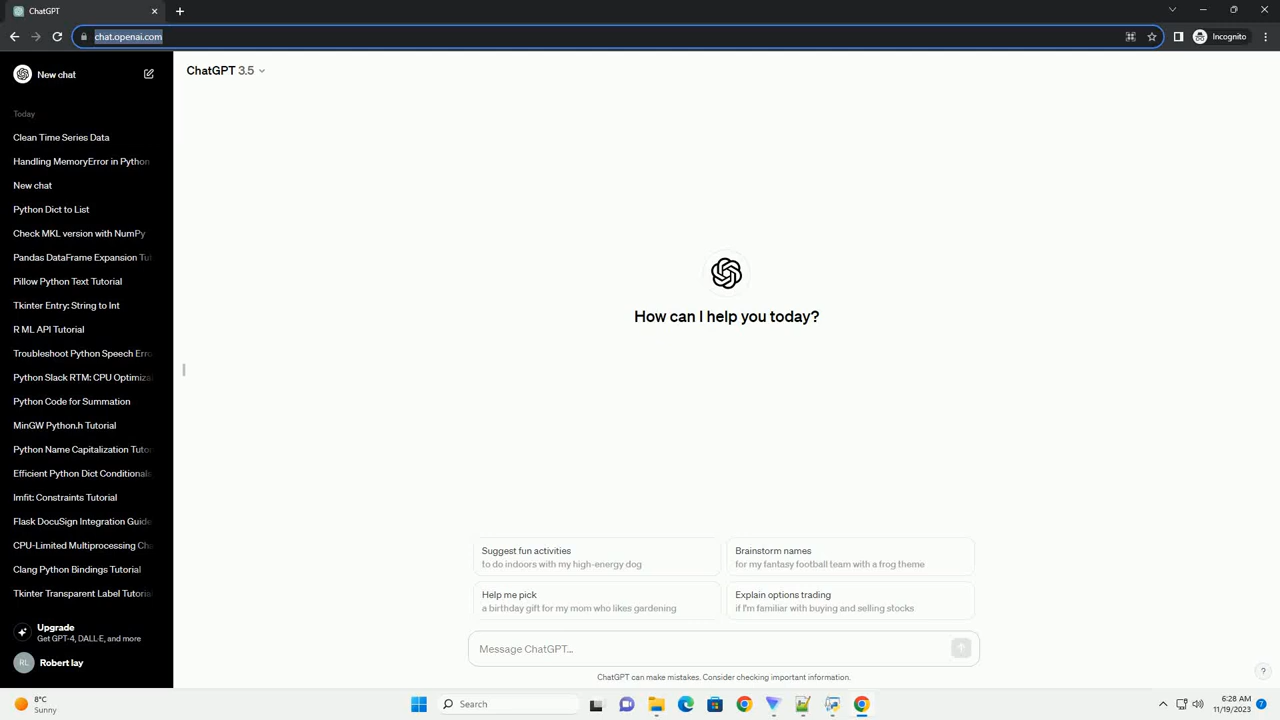 ChatGPT
chat.openai.com
Incognito
New chat
ChatGPT 3.5
Today
Clean Time Series Data
Handling MemoryError in Python
New chat
Python Dict to List
Check MKL version with NumPy
Pandas DataFrame Expansion Tut
Pillow Python Text Tutorial
Tkinter Entry: String to Int
R ML API Tutorial
Troubleshoot Python Speech Erro
Python Slack RTM: CPU Optimiza
Python Code for Summation
MinGW Python.h Tutorial
Python Name Capitalization Tuto
Efficient Python Dict Conditionals
lmfit: Constraints Tutorial
Flask DocuSign Integration Guide
CPU-Limited Multiprocessing Cha
Clang Python Bindings Tutorial
Tkinter Transparent Label Tutoria
Upgrade
Get GPT-4, DALL·E, and more
RL Robert lay
How can I help you today?
Suggest fun activities
to do indoors with my high-energy dog
Brainstorm names
for my fantasy football team with a frog theme
Help me pick
a birthday gift for my mom who likes gardening
Explain options trading
if I'm familiar with buying and selling stocks
Message ChatGPT...
ChatGPT can make mistakes. Consider checking important information.
?
8°C
Sunny
Search
6:28 AM
11/19/2023
7